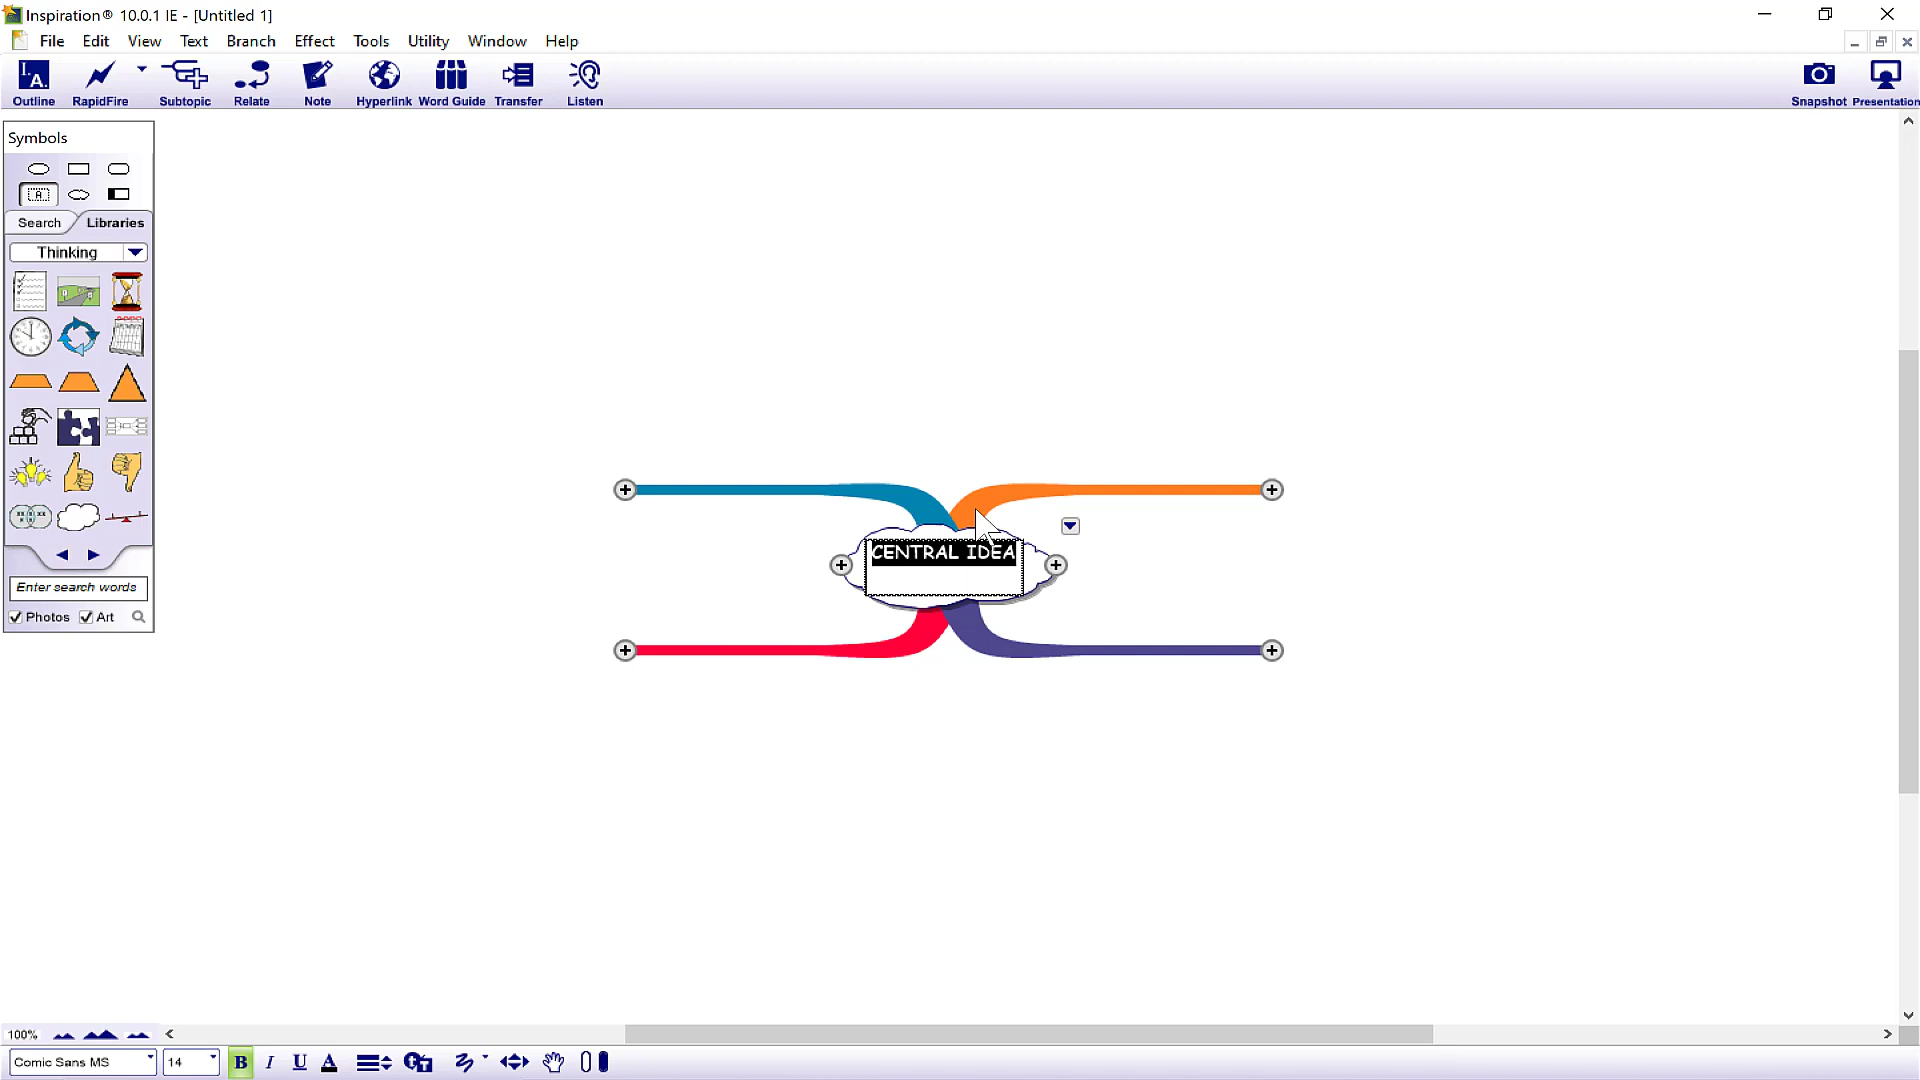 Inspiration® 10.0.1 IE - [Untitled 1]
File Edit View Text Branch Effect Tools Utility Window Help
Outline RapidFire Subtopic Relate Note Hyperlink Word Guide Transfer Listen Snapshot Presentation
Symbols
Search Libraries
Thinking
Enter search words
Photos Art
CENTRAL IDEA
100%
Comic Sans MS 14 B I U A